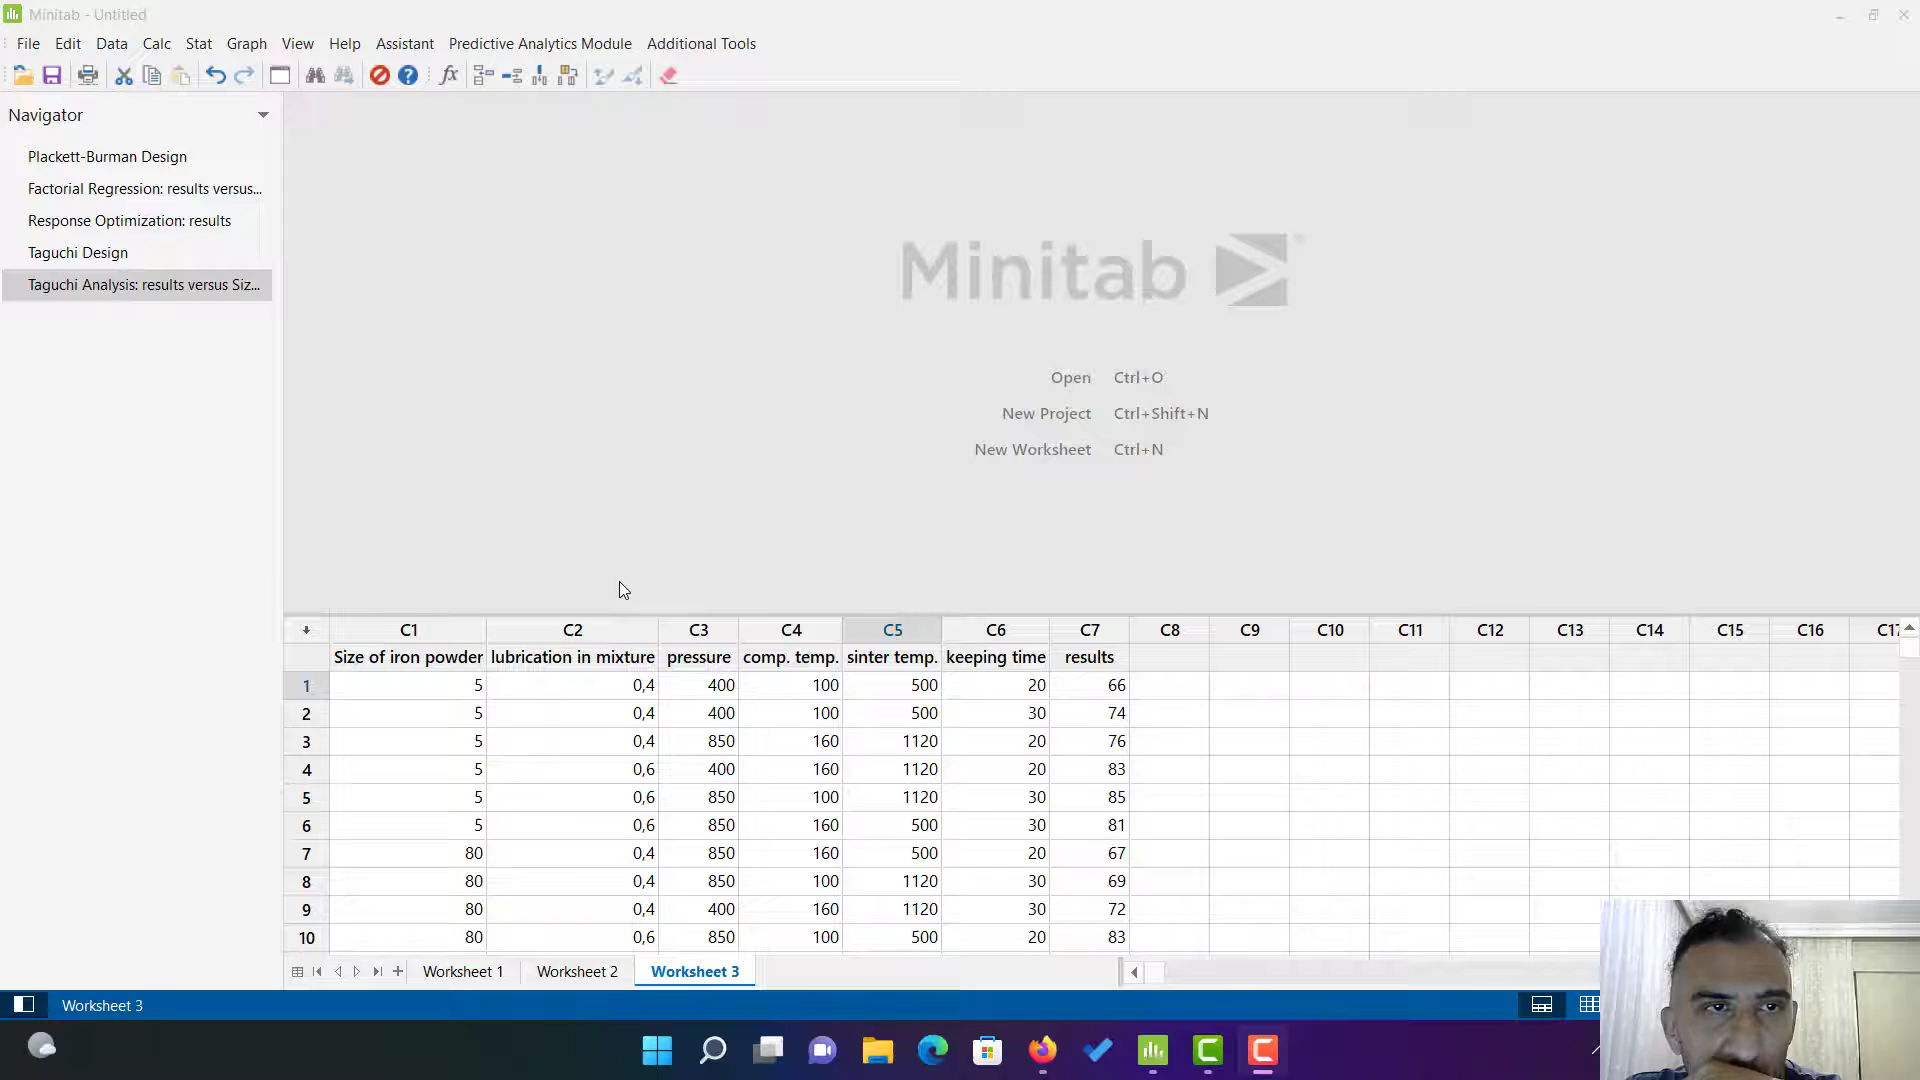 Minitab - Untitled
File Edit Data Calc Stat Graph View Help Assistant Predictive Analytics Module Additional Tools
Navigator
Plackett-Burman Design
Factorial Regression: results versus...
Response Optimization: results
Taguchi Design
Taguchi Analysis: results versus Siz...
Minitab
Open Ctrl+O
New Project Ctrl+Shift+N
New Worksheet Ctrl+N
C1 C2 C3 C4 C5 C6 C7 C8 C9 C10 C11 C12 C13 C14 C15 C16 C17
Size of iron powder lubrication in mixture pressure comp. temp. sinter temp. keeping time results
1 5 0,4 400 100 500 20 66
2 5 0,4 400 100 500 30 74
3 5 0,4 850 160 1120 20 76
4 5 0,6 400 160 1120 20 83
5 5 0,6 850 100 1120 30 85
6 5 0,6 850 160 500 30 81
7 80 0,4 850 160 500 20 67
8 80 0,4 850 100 1120 30 69
9 80 0,4 400 160 1120 30 72
10 80 0,6 850 100 500 20 83
Worksheet 1 Worksheet 2 Worksheet 3
Worksheet 3